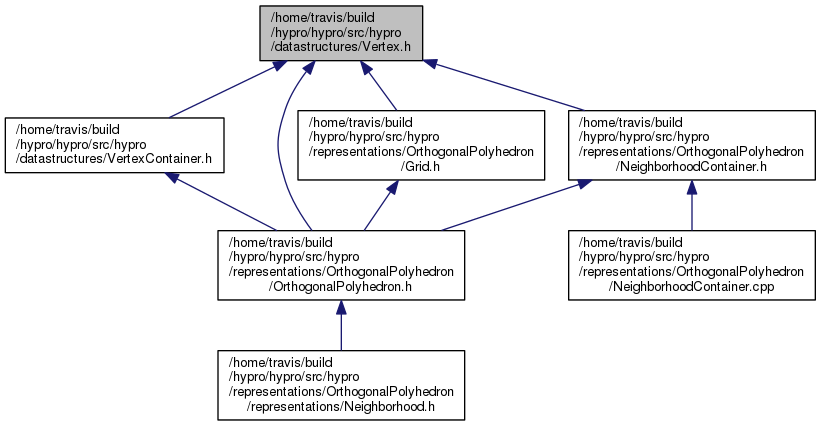 /home/travis/build
/hypro/hypro/src/hypro
/datastructures/Vertex.h
/home/travis/build
/hypro/hypro/src/hypro
/datastructures/VertexContainer.h
/home/travis/build
/hypro/hypro/src/hypro
/representations/OrthogonalPolyhedron
/Grid.h
/home/travis/build
/hypro/hypro/src/hypro
/representations/OrthogonalPolyhedron
/NeighborhoodContainer.h
/home/travis/build
/hypro/hypro/src/hypro
/representations/OrthogonalPolyhedron
/OrthogonalPolyhedron.h
/home/travis/build
/hypro/hypro/src/hypro
/representations/OrthogonalPolyhedron
/NeighborhoodContainer.cpp
/home/travis/build
/hypro/hypro/src/hypro
/representations/OrthogonalPolyhedron
/representations/Neighborhood.h